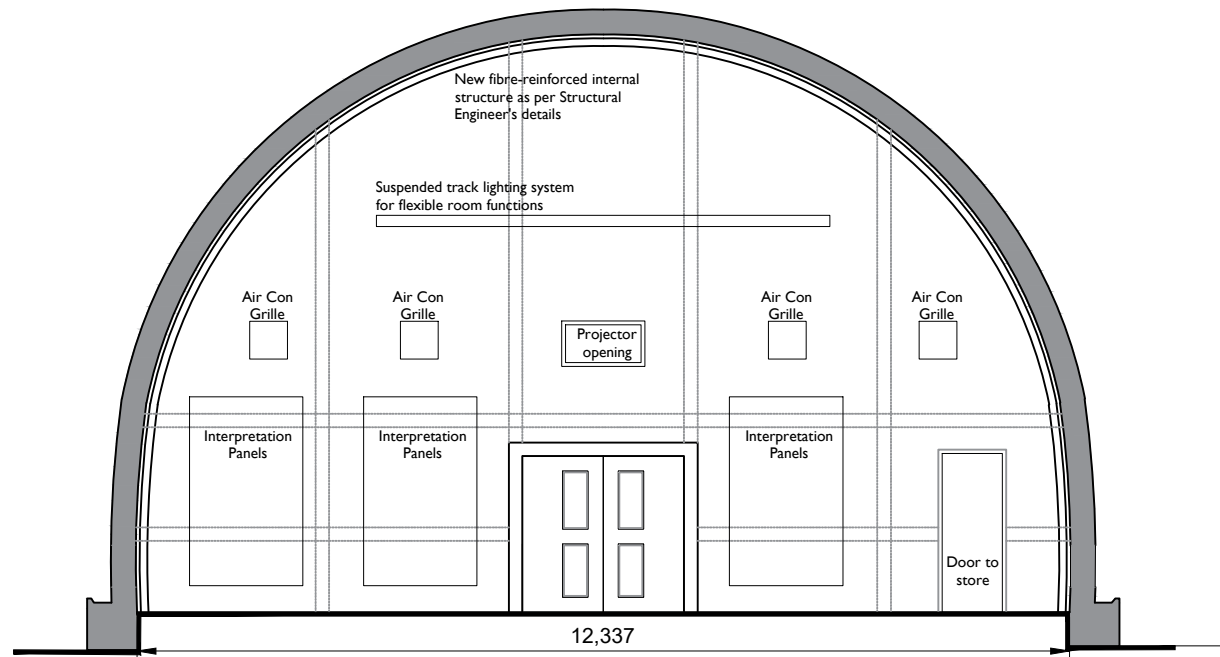 New fibre-reinforced internal
structure as per Structural
Engineer's details
Suspended track lighting system
for flexible room functions
Air Con
Grille
Air Con
Grille
Air Con
Grille
Air Con
Grille
Projector
opening
Interpretation
Panels
Interpretation
Panels
Interpretation
Panels
Door to
store
12,337